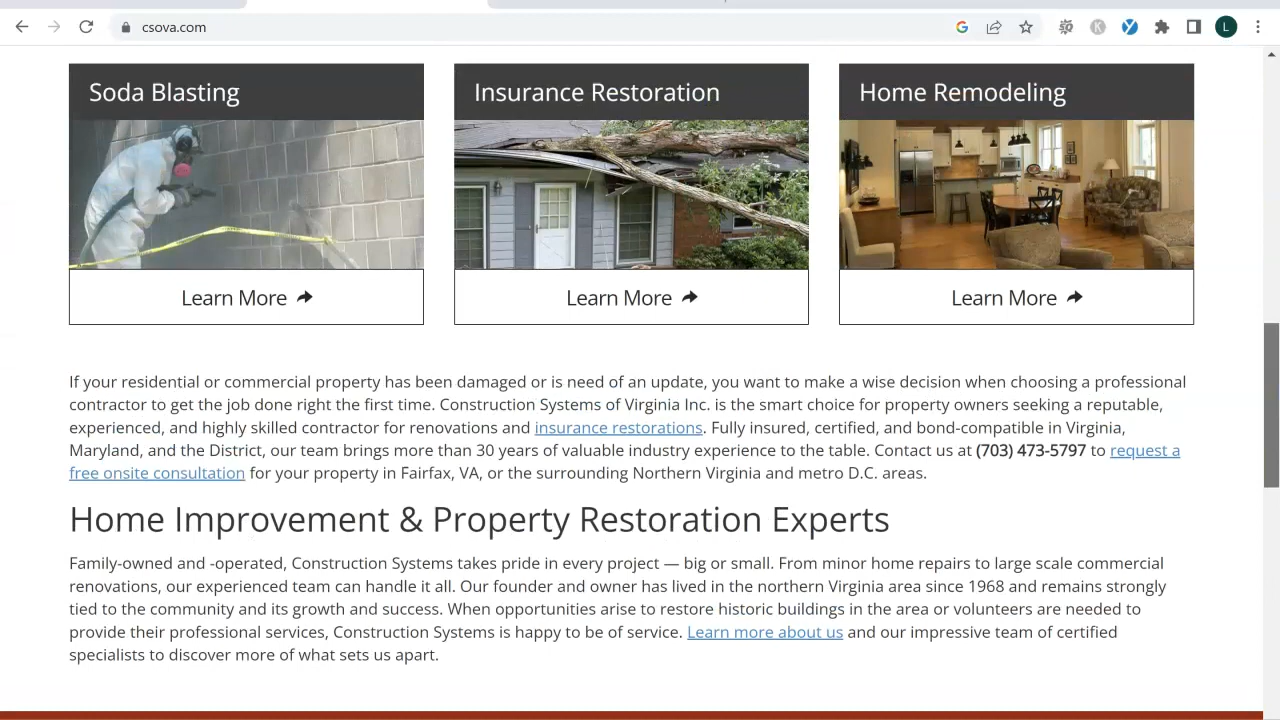 csova.com
L
Soda Blasting
Insurance Restoration
Home Remodeling
Learn More
Learn More
Learn More
If your residential or commercial property has been damaged or is need of an update, you want to make a wise decision when choosing a professional
contractor to get the job done right the first time. Construction Systems of Virginia Inc. is the smart choice for property owners seeking a reputable,
experienced, and highly skilled contractor for renovations and insurance restorations. Fully insured, certified, and bond-compatible in Virginia,
Maryland, and the District, our team brings more than 30 years of valuable industry experience to the table. Contact us at (703) 473-5797 to request a
free onsite consultation for your property in Fairfax, VA, or the surrounding Northern Virginia and metro D.C. areas.
Home Improvement & Property Restoration Experts
Family-owned and -operated, Construction Systems takes pride in every project — big or small. From minor home repairs to large scale commercial
renovations, our experienced team can handle it all. Our founder and owner has lived in the northern Virginia area since 1968 and remains strongly
tied to the community and its growth and success. When opportunities arise to restore historic buildings in the area or volunteers are needed to
provide their professional services, Construction Systems is happy to be of service. Learn more about us and our impressive team of certified
specialists to discover more of what sets us apart.